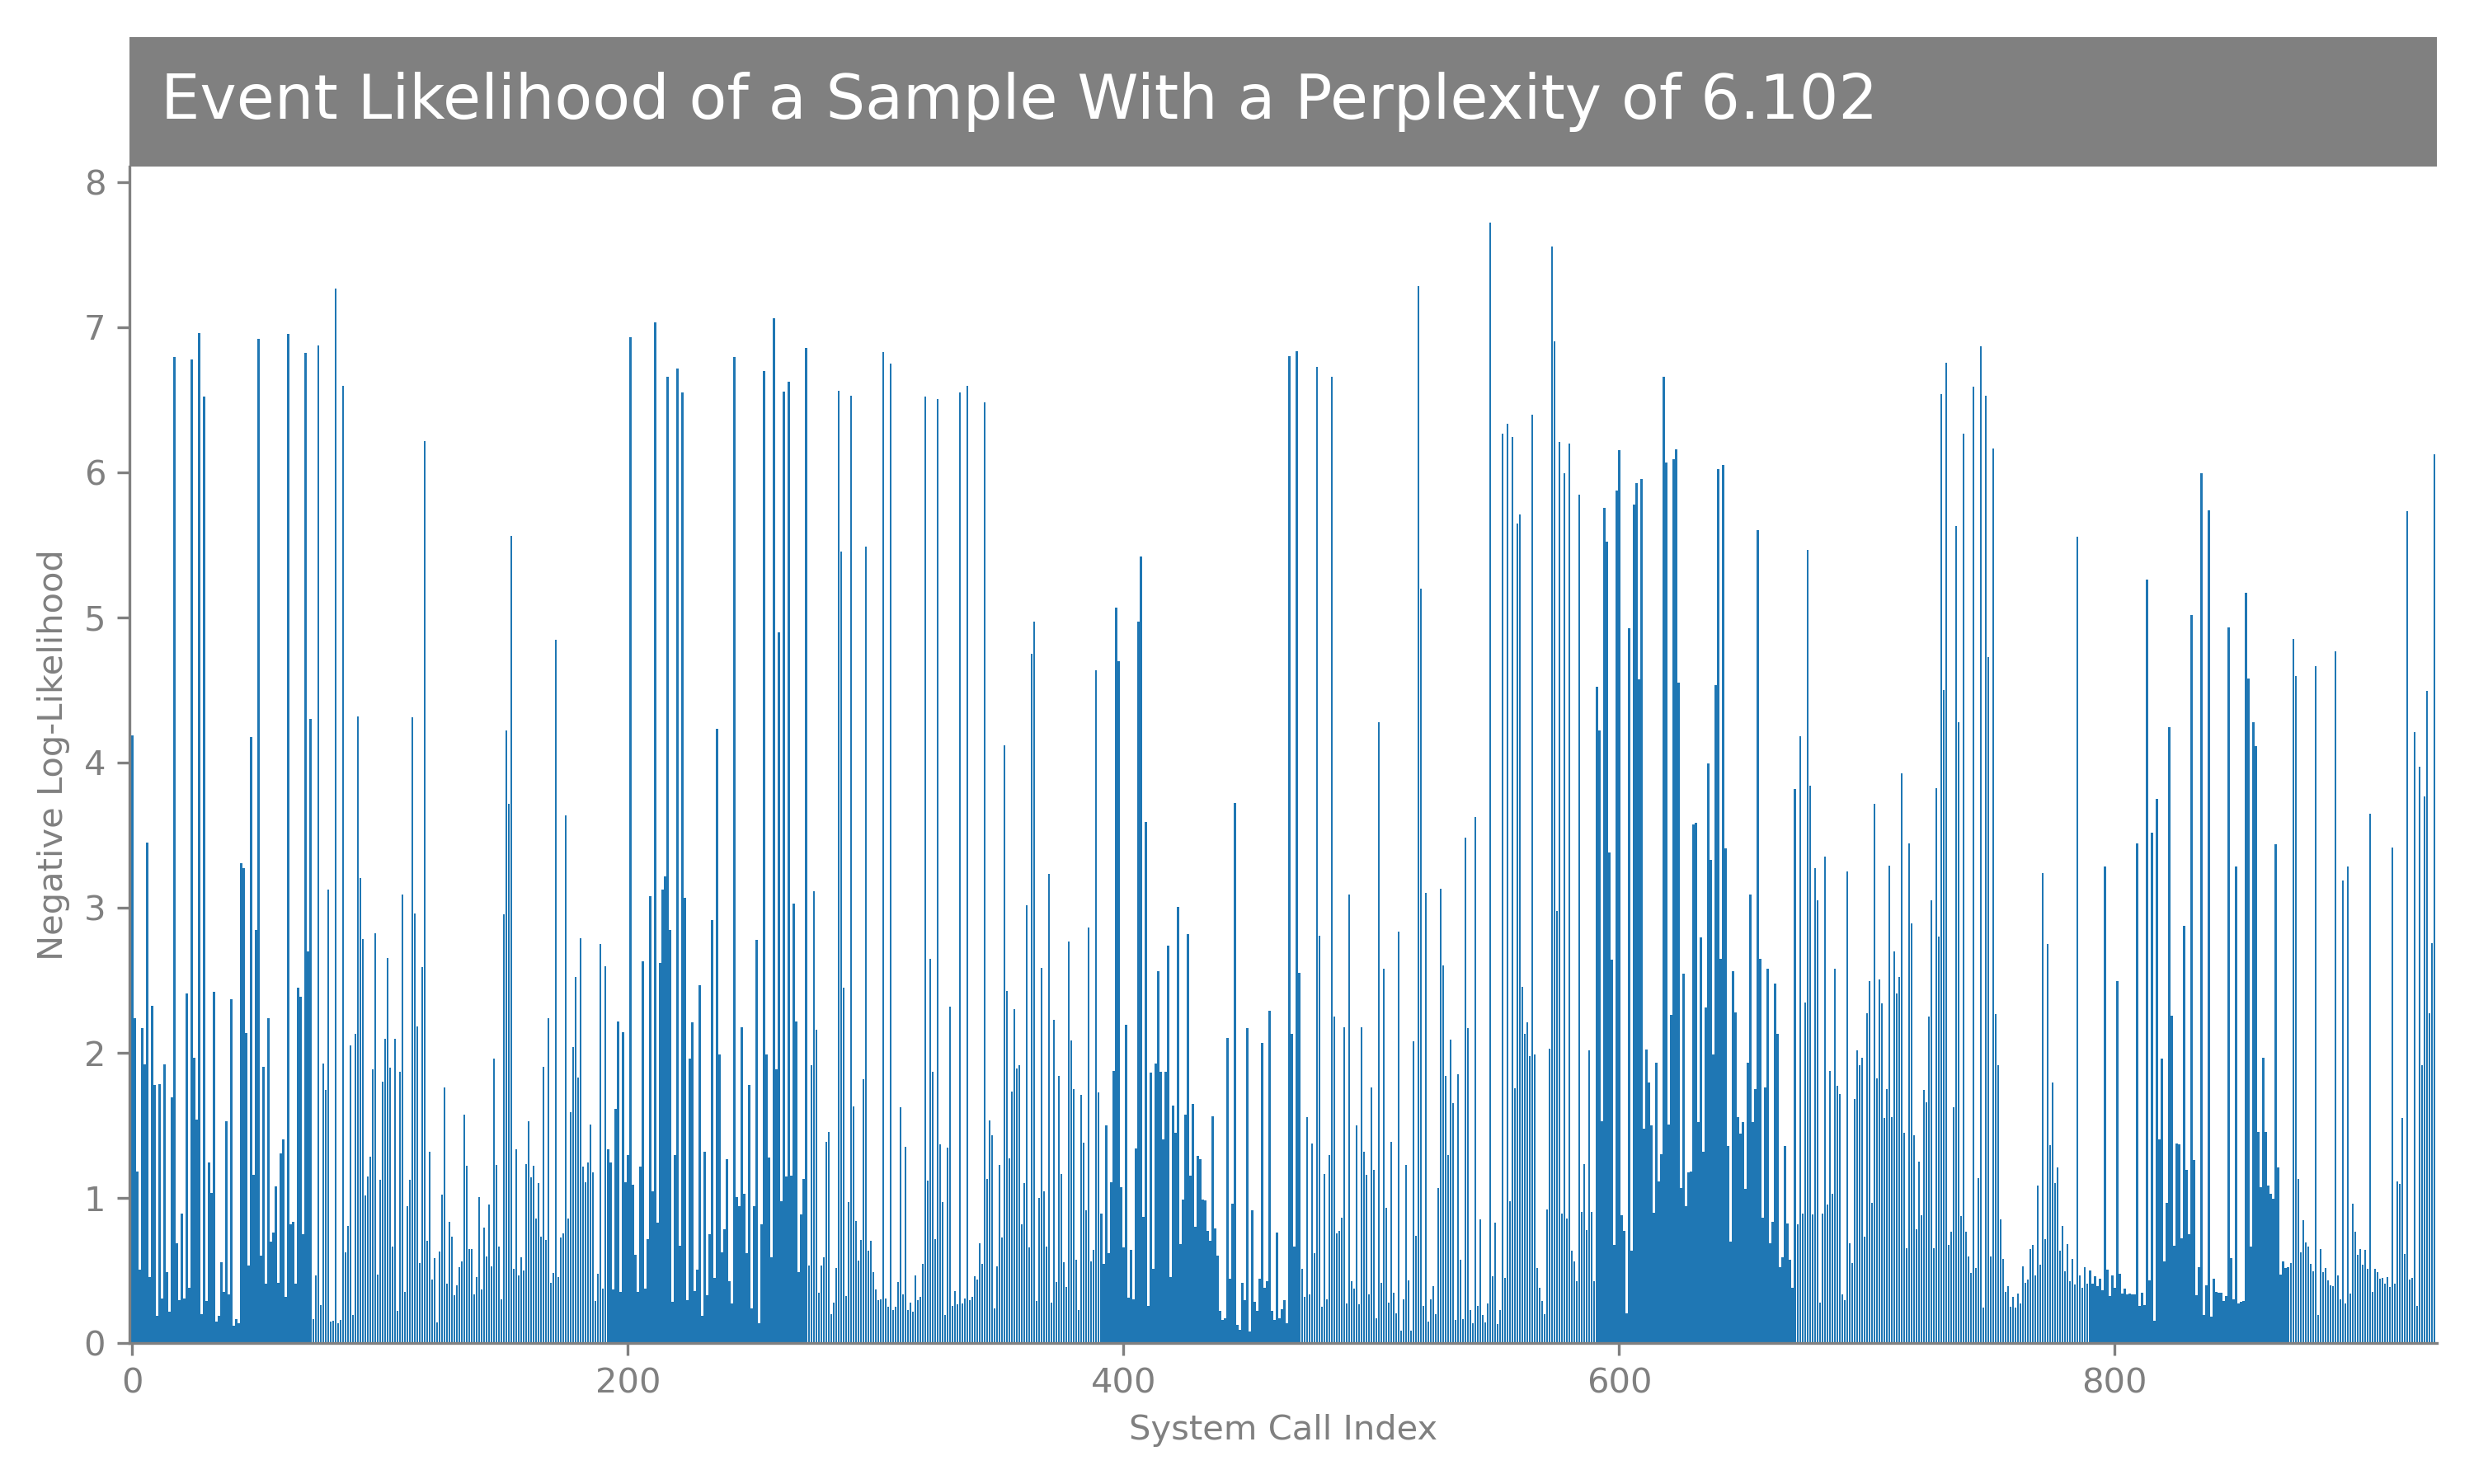 Event Likelihood of a Sample With a Perplexity of 6.102
8
7
6
5
4
3
2
1
0
Negative Log-Likelihood
0 200 400 600 800
System Call Index